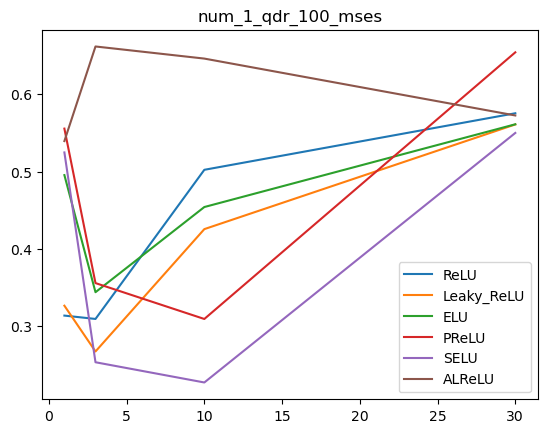 num_1_qdr_100_mses
0.6
0.5
0.4
0.3
0
5
10
15
20
25
30
ReLU
Leaky_ReLU
ELU
PReLU
SELU
ALReLU